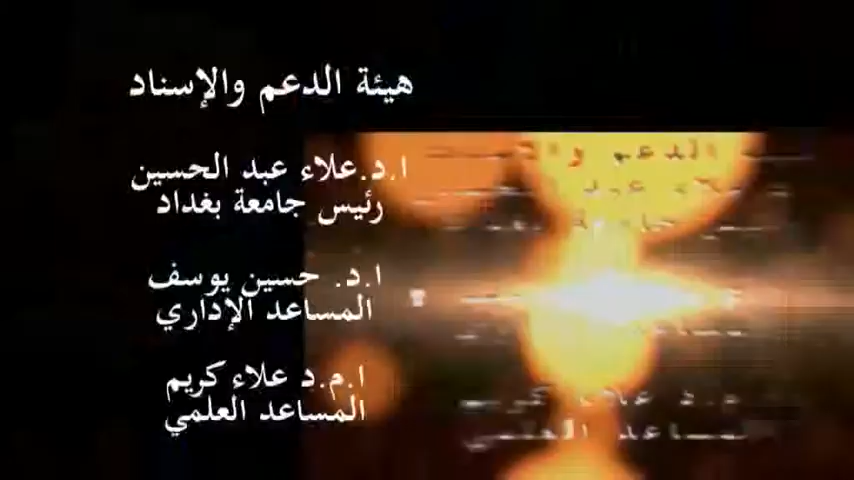 هيئة الدعم والإسناد
ا.د.علاء عبد الحسين
رئيس جامعة بغداد
ا.د. حسين يوسف
المساعد الإداري
ا.م.د علاء كريم
المساعد العلمي